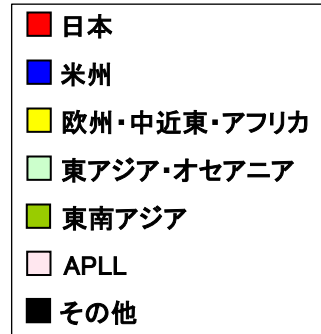 日本
米州
欧州・中近東・アフリカ
東アジア・オセアニア
東南アジア
APLL
その他